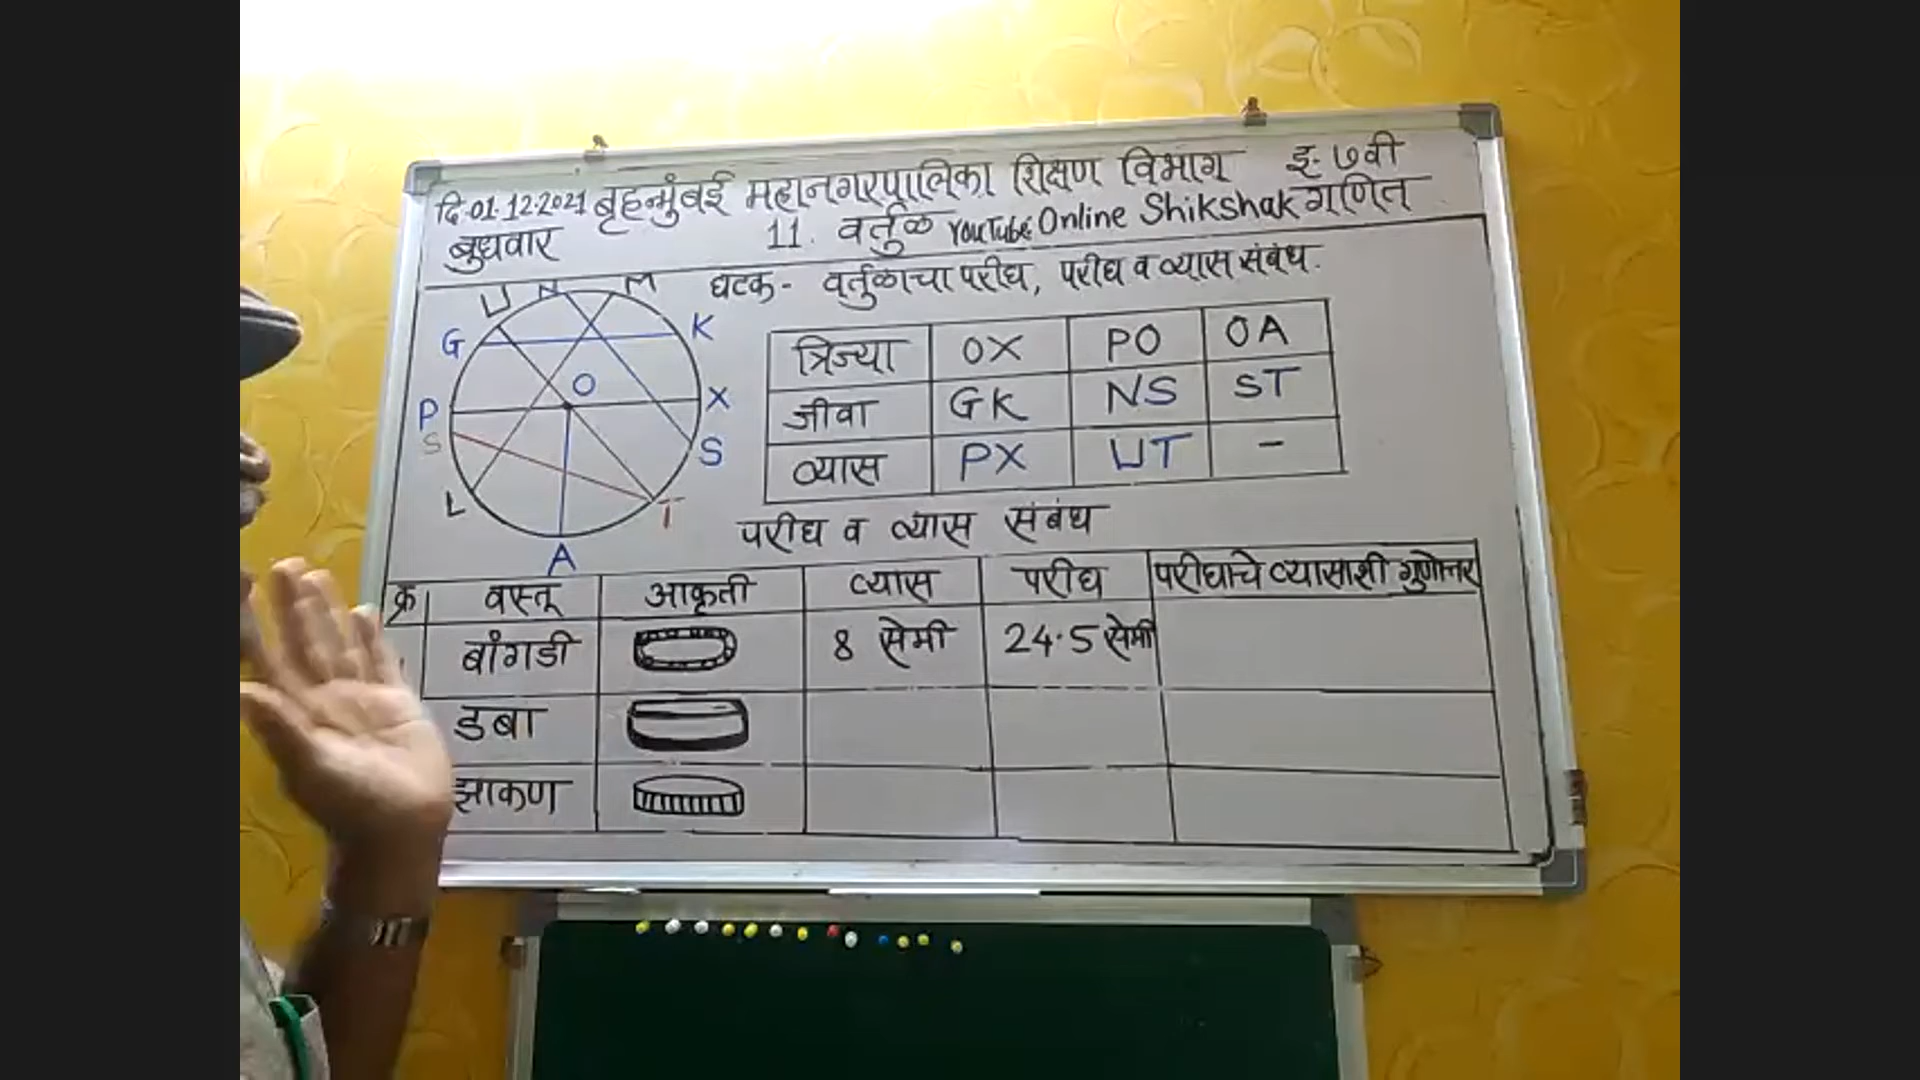 बृहन्मुंबई महानगरपालिका शिक्षण विभाग इ. ७वी
दि.01.12.2021
बुधवार 11. वर्तुळ YouTube: Online Shikshak गणित
घटक - वर्तुळाचा परीघ, परीघ व व्यास संबंध.
U N M
G K
O
P X
S S
L T
A
त्रिज्या OX PO OA
जीवा GK NS ST
व्यास PX UT -
परीघ व व्यास संबंध
क्र वस्तू आकृती व्यास परीघ परीघाचे व्यासाशी गुणोत्तर
बांगडी 8 सेमी 24.5 सेमी
डबा
झाकण